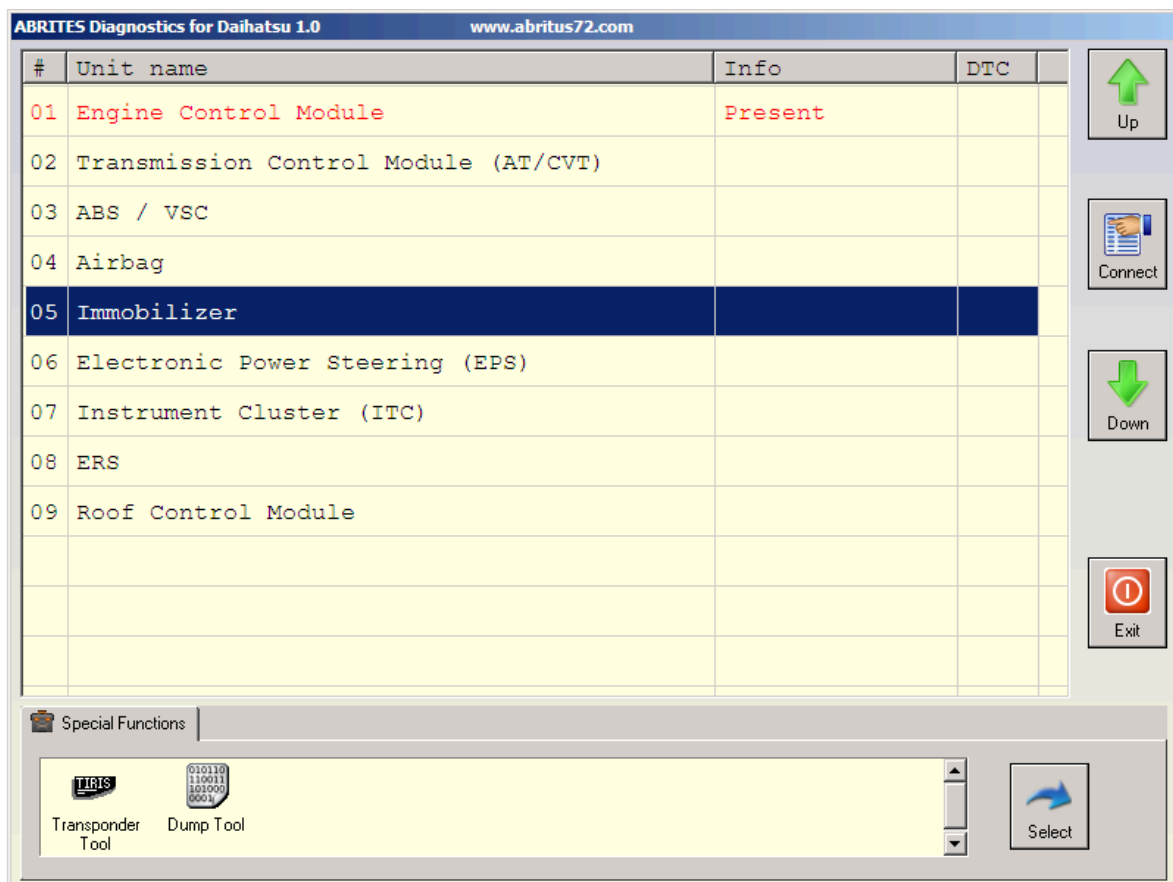 ABRITES Diagnostics for Daihatsu 1.0 www.abritus72.com
# Unit name Info DTC
01 Engine Control Module Present
02 Transmission Control Module (AT/CVT)
03 ABS / VSC
04 Airbag
05 Immobilizer
06 Electronic Power Steering (EPS)
07 Instrument Cluster (ITC)
08 ERS
09 Roof Control Module
Up
Connect
Down
Exit
Special Functions
TIRIS
010110
110011
101000
0001
Transponder
Tool
Dump Tool
Select